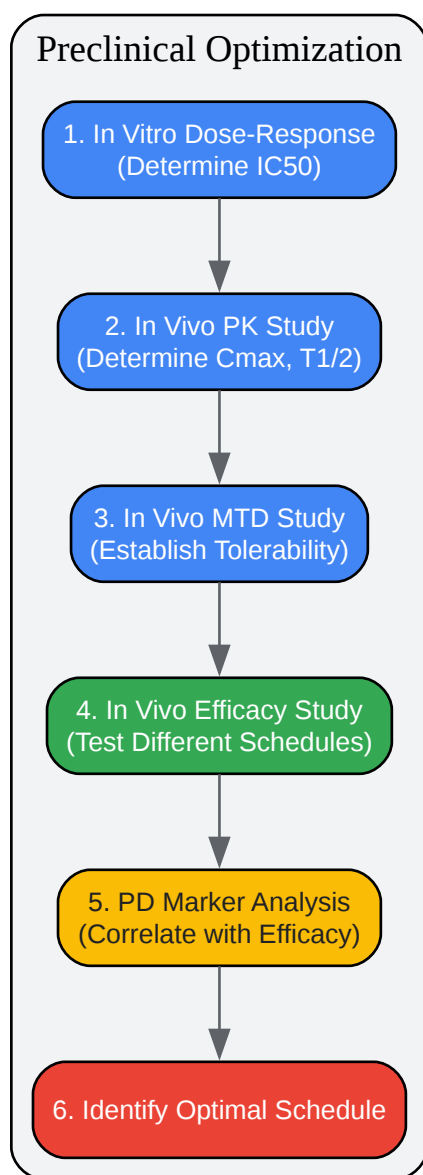 Preclinical Optimization
1. In Vitro Dose-Response
(Determine IC50)
2. In Vivo PK Study
(Determine Cmax, T1/2)
3. In Vivo MTD Study
(Establish Tolerability)
4. In Vivo Efficacy Study
(Test Different Schedules)
5. PD Marker Analysis
(Correlate with Efficacy)
6. Identify Optimal Schedule